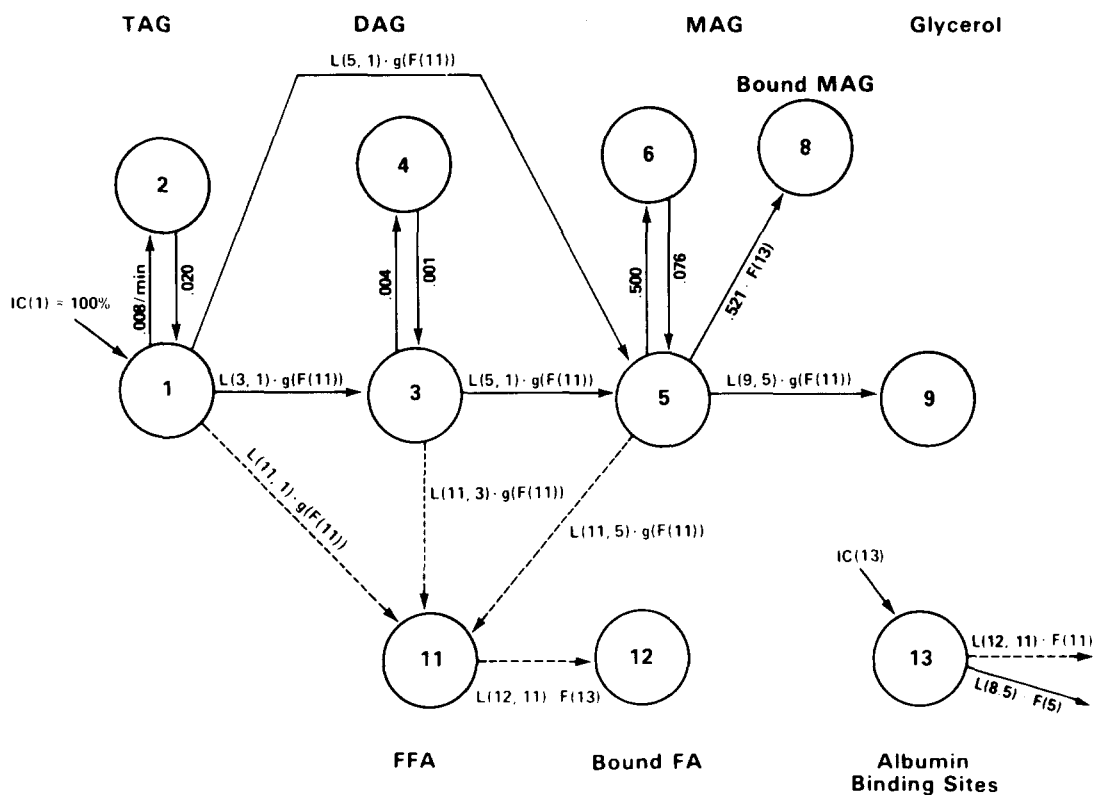 TAG DAG MAG Glycerol
L(5, 1) · g(F(11))
Bound MAG
2 4 6 8
.008/min .020 .004 .001 .500 .076 .521 · F(13)
IC(1) = 100%
1 L(3, 1) · g(F(11)) 3 L(5, 1) · g(F(11)) 5 L(9, 5) · g(F(11)) 9
L(11, 1) · g(F(11)) L(11, 3) · g(F(11)) L(11, 5) · g(F(11))
IC(13)
11 12 13
L(12, 11) F(13)
L(12, 11) · F(11)
L(8 5) · F(5)
FFA Bound FA Albumin
Binding Sites